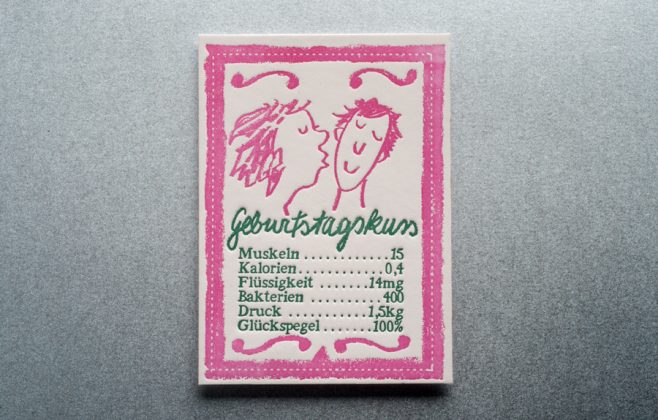 Geburtstagskuss
Muskeln . . . . . . . . . . . . 15
Kalorien . . . . . . . . . . . . 0,4
Flüssigkeit . . . . . . . 14mg
Bakterien . . . . . . . . . . 400
Druck . . . . . . . . . . . 1,5kg
Glückspegel . . . . . . . 100%